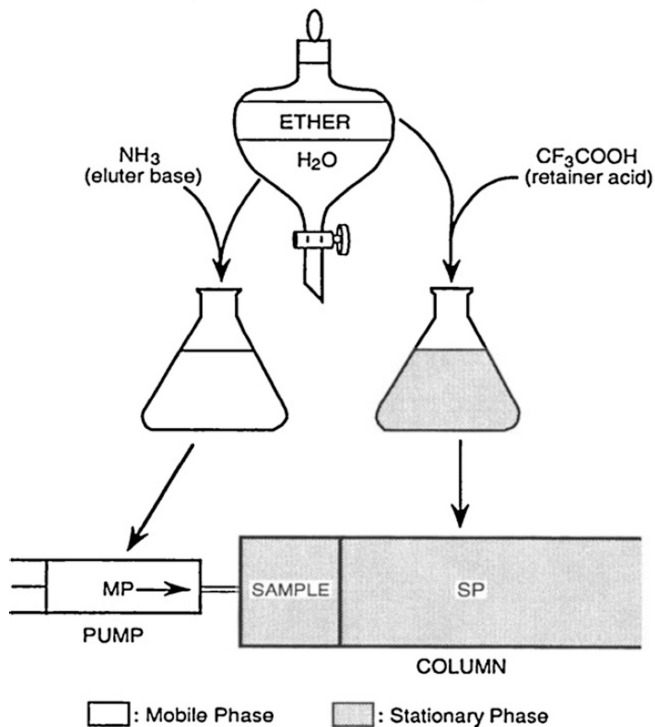 ETHER
H₂O
NH₃
(eluter base)
CF₃COOH
(retainer acid)
MP
SAMPLE
SP
PUMP
COLUMN
: Mobile Phase
: Stationary Phase